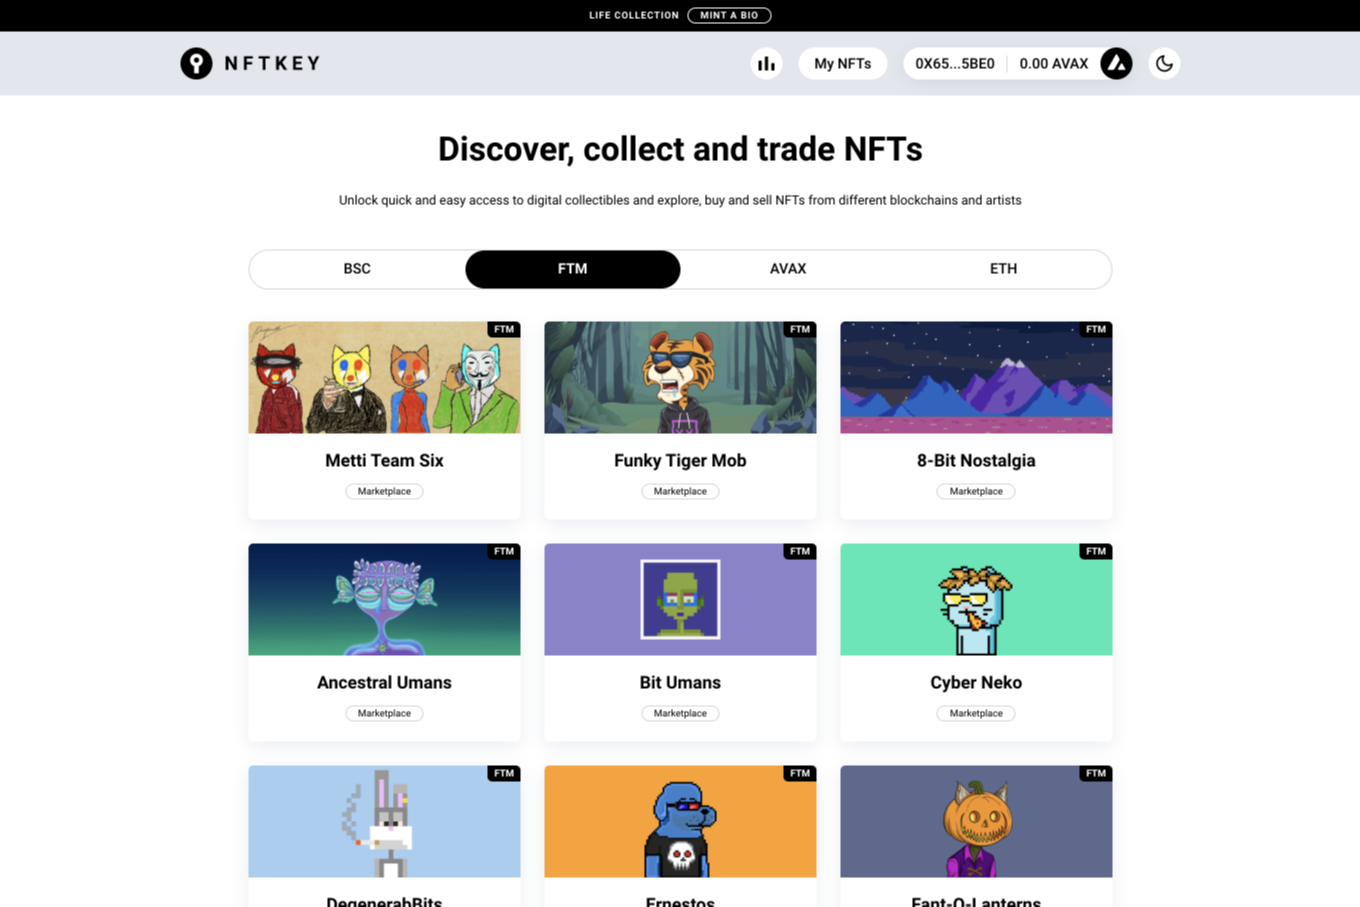 LIFE COLLECTION MINT A BIO
NFTKEY
My NFTs
0X65...5BE0 0.00 AVAX
Discover, collect and trade NFTs
Unlock quick and easy access to digital collectibles and explore, buy and sell NFTs from different blockchains and artists
BSC FTM AVAX ETH
FTM FTM FTM
Metti Team Six Funky Tiger Mob 8-Bit Nostalgia
Marketplace Marketplace Marketplace
FTM FTM FTM
Ancestral Umans Bit Umans Cyber Neko
Marketplace Marketplace Marketplace
FTM FTM FTM
DegenerabBits Ernestos Fant-O-Lanterns